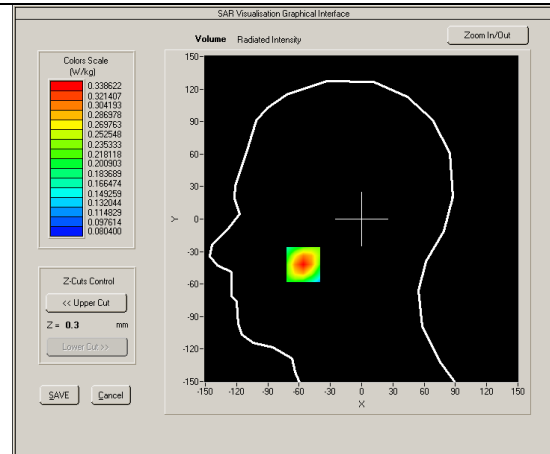 SAR Visualisation Graphical Interface
Volume Radiated Intensity
Zoom In/Out
Colors Scale
(W/kg)
0.338622
0.321407
0.304193
0.286978
0.269763
0.252548
0.235333
0.218118
0.200903
0.183689
0.166474
0.149259
0.132044
0.114829
0.097614
0.080400
Z-Cuts Control
<< Upper Cut
Z = 0.3 mm
Lower Cut >>
SAVE Cancel
150
120
90
60
30
0
-30
-60
-90
-120
-150
Y
-150 -120 -90 -60 -30 0 30 60 90 120 150
X